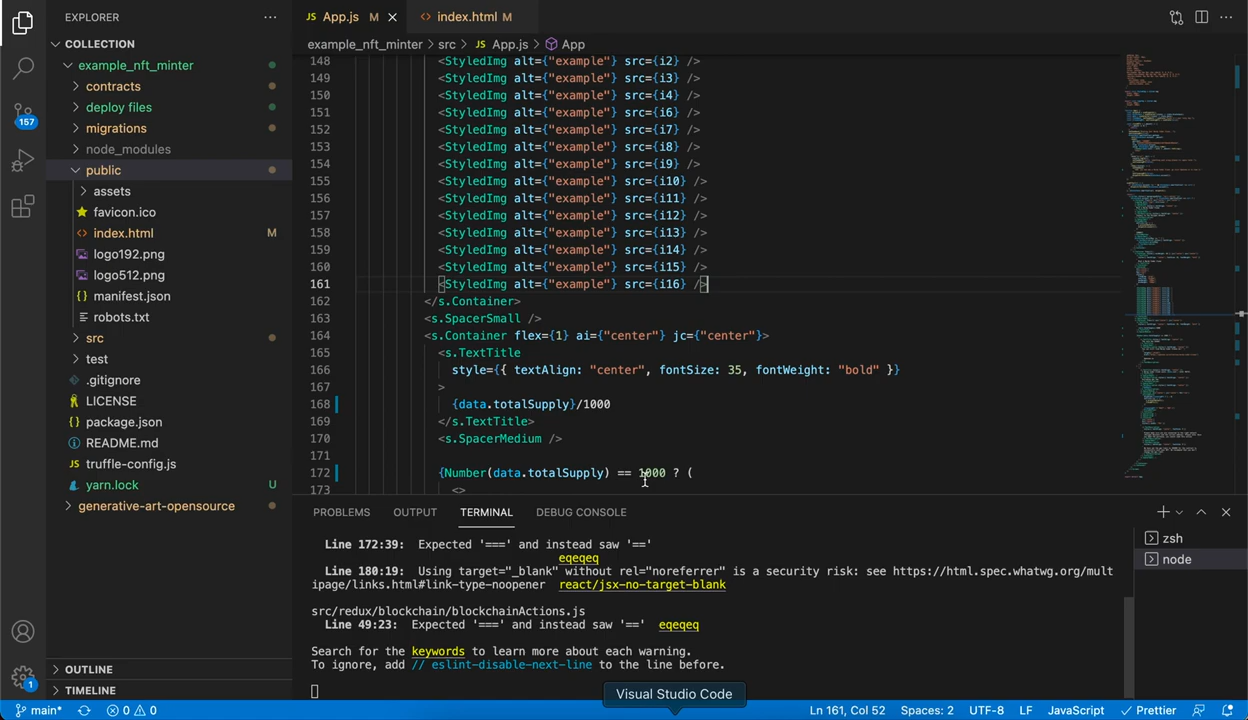 EXPLORER
COLLECTION
example_nft_minter
contracts
deploy files
migrations
node_modules
public
assets
favicon.ico
index.html M
logo192.png
logo512.png
manifest.json
robots.txt
src
test
.gitignore
LICENSE
package.json
README.md
truffle-config.js
yarn.lock U
generative-art-opensource
OUTLINE
TIMELINE
157
1
App.js M
index.html M
example_nft_minter > src > JS App.js > App
148 <StyledImg alt={"example"} src={i2} />
149 <StyledImg alt={"example"} src={i3} />
150 <StyledImg alt={"example"} src={i4} />
151 <StyledImg alt={"example"} src={i6} />
152 <StyledImg alt={"example"} src={i7} />
153 <StyledImg alt={"example"} src={i8} />
154 <StyledImg alt={"example"} src={i9} />
155 <StyledImg alt={"example"} src={i10} />
156 <StyledImg alt={"example"} src={i11} />
157 <StyledImg alt={"example"} src={i12} />
158 <StyledImg alt={"example"} src={i13} />
159 <StyledImg alt={"example"} src={i14} />
160 <StyledImg alt={"example"} src={i15} />
161 <StyledImg alt={"example"} src={i16} />
162 </s.Container>
163 <s.SpacerSmall />
164 <s.Container flex={1} ai={"center"} jc={"center"}>
165 <s.TextTitle
166 style={{ textAlign: "center", fontSize: 35, fontWeight: "bold" }}
167 >
168 {data.totalSupply}/1000
169 </s.TextTitle>
170 <s.SpacerMedium />
171
172 {Number(data.totalSupply) == 1000 ? (
173 <>
PROBLEMS OUTPUT TERMINAL DEBUG CONSOLE
Line 172:39: Expected '===' and instead saw '=='
eqeqeq
Line 180:19: Using target="_blank" without rel="noreferrer" is a security risk: see https://html.spec.whatwg.org/mult
ipage/links.html#link-type-noopener react/jsx-no-target-blank
src/redux/blockchain/blockchainActions.js
Line 49:23: Expected '===' and instead saw '==' eqeqeq
Search for the keywords to learn more about each warning.
To ignore, add // eslint-disable-next-line to the line before.
zsh
node
Visual Studio Code
main* 0 0 Ln 161, Col 52 Spaces: 2 UTF-8 LF JavaScript Prettier